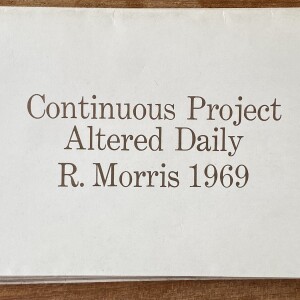 Continuous Project
Altered Daily
R. Morris 1969